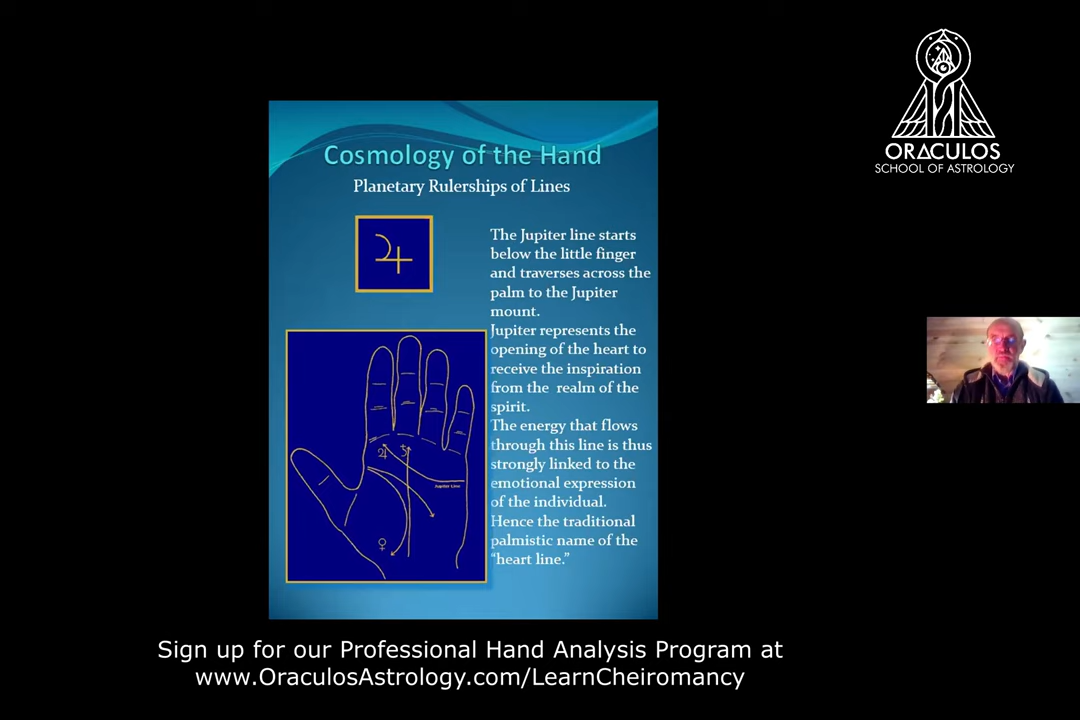 ORACULOS
SCHOOL OF ASTROLOGY
Cosmology of the Hand
Planetary Rulerships of Lines
♃
The Jupiter line starts
below the little finger
and traverses across the
palm to the Jupiter
mount.
Jupiter represents the
opening of the heart to
receive the inspiration
from the realm of the
spirit.
The energy that flows
through this line is thus
strongly linked to the
emotional expression
of the individual.
Hence the traditional
palmistic name of the
“heart line.”
♃ ♄
Jupiter Line
♀
Sign up for our Professional Hand Analysis Program at
www.OraculosAstrology.com/LearnCheiromancy